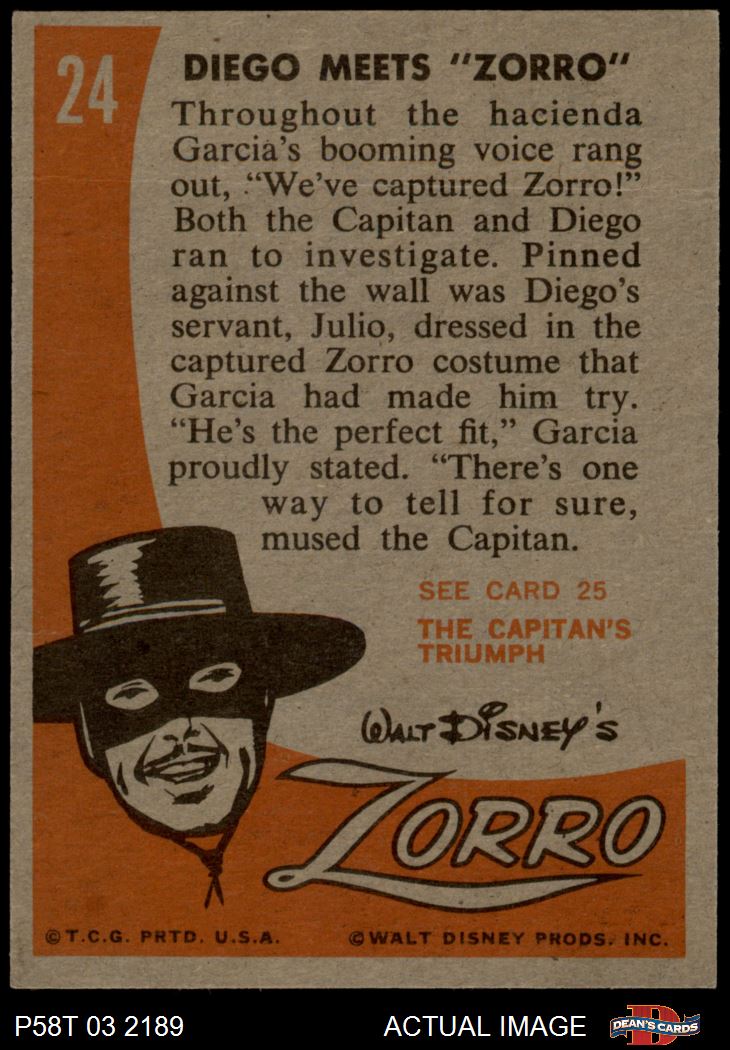 24
DIEGO MEETS "ZORRO"
Throughout the hacienda
Garcia's booming voice rang
out, "We've captured Zorro!"
Both the Capitan and Diego
ran to investigate. Pinned
against the wall was Diego's
servant, Julio, dressed in the
captured Zorro costume that
Garcia had made him try.
"He's the perfect fit," Garcia
proudly stated. "There's one
way to tell for sure,
mused the Capitan.
SEE CARD 25
THE CAPITAN'S
TRIUMPH
WALT DISNEY'S
ZORRO
©T.C.G. PRTD. U.S.A. ©WALT DISNEY PRODS. INC.
P58T 03 2189 ACTUAL IMAGE D DEAN'S CARDS